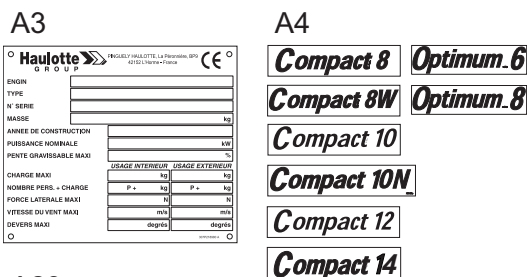 A3
Haulotte
GROUP
PINGUELY HAULOTTE, La Péronnière, BP9
42152 L'Horme - France
CE
ENGIN
TYPE
N° SERIE
MASSE kg
ANNEE DE CONSTRUCTION
PUISSANCE NOMINALE kW
PENTE GRAVISSABLE MAXI %
USAGE INTERIEUR USAGE EXTERIEUR
CHARGE MAXI kg kg
NOMBRE PERS. + CHARGE P + kg P + kg
FORCE LATERALE MAXI N N
VITESSE DU VENT MAXI m/s m/s
DEVERS MAXI degrés degrés
A4
Compact 8 Optimum 6
Compact 8W Optimum 8
Compact 10
Compact 10N
Compact 12
Compact 14